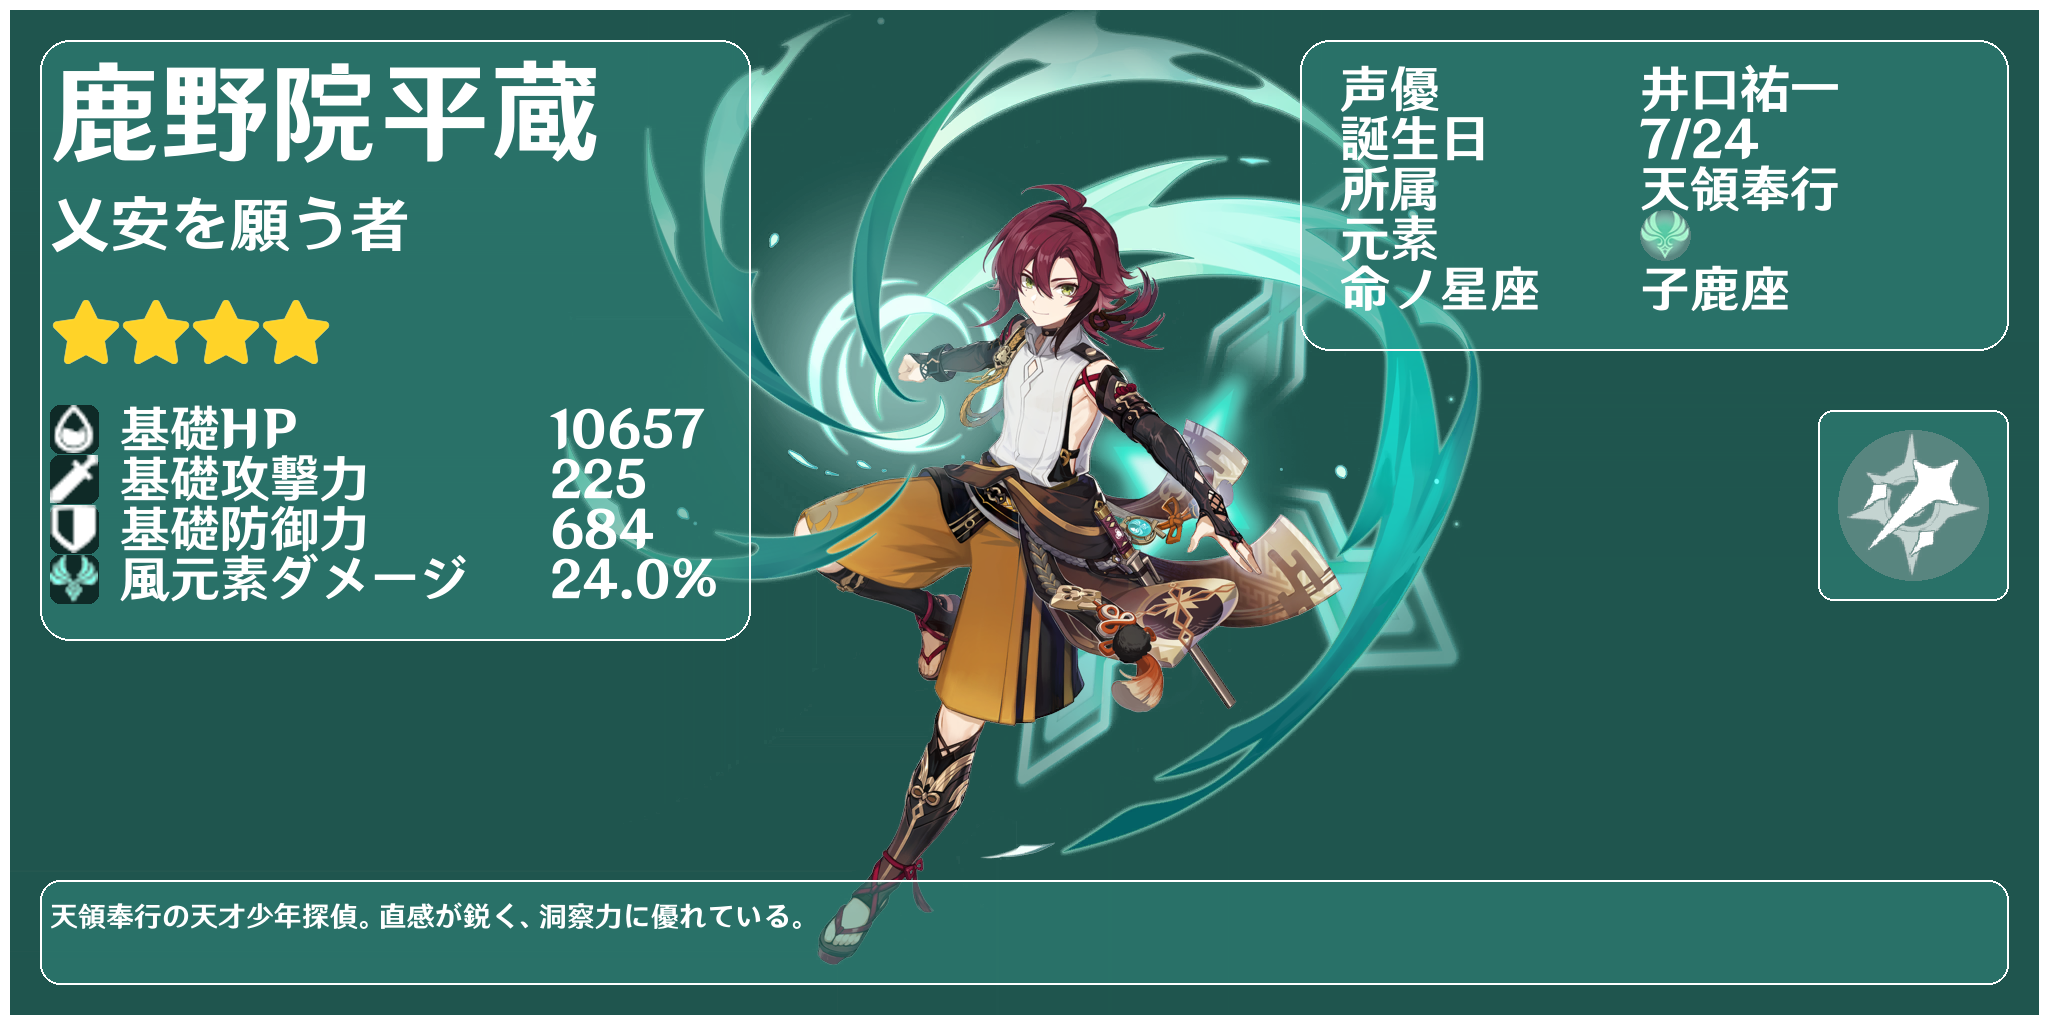 鹿野院平蔵
乂安を願う者
基礎HP 10657
基礎攻撃力 225
基礎防御力 684
風元素ダメージ 24.0%
声優 井口祐一
誕生日 7/24
所属 天領奉行
元素
命ノ星座 子鹿座
天領奉行の天才少年探偵。直感が鋭く、洞察力に優れている。